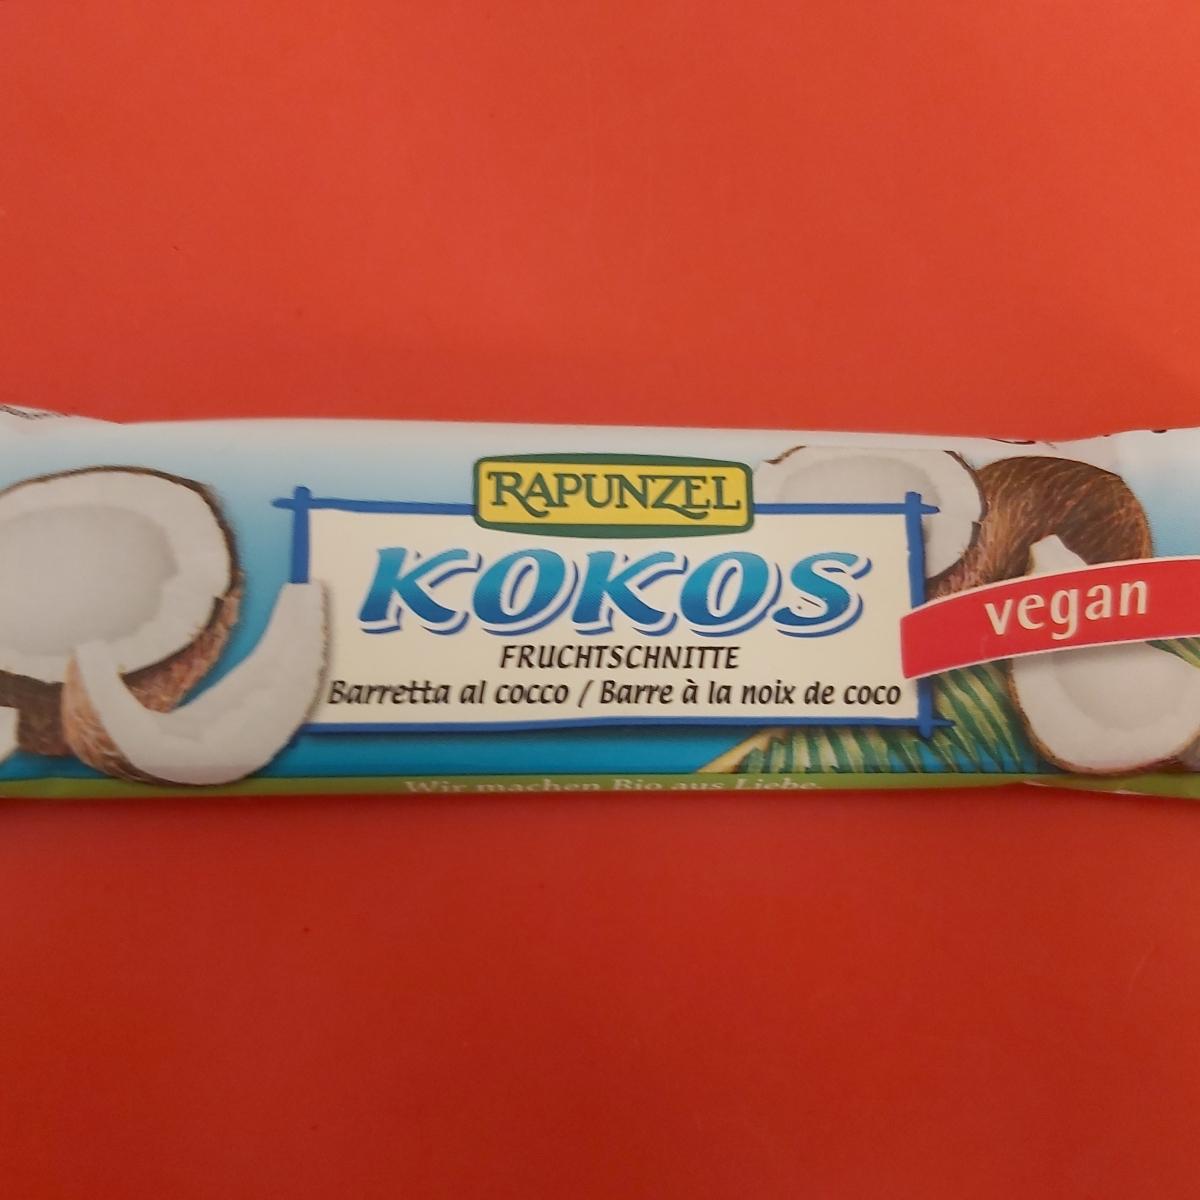 RAPUNZEL
KOKOS
FRUCHTSCHNITTE
Barretta al cocco / Barre à la noix de coco
vegan
Wir machen Bio aus Liebe.